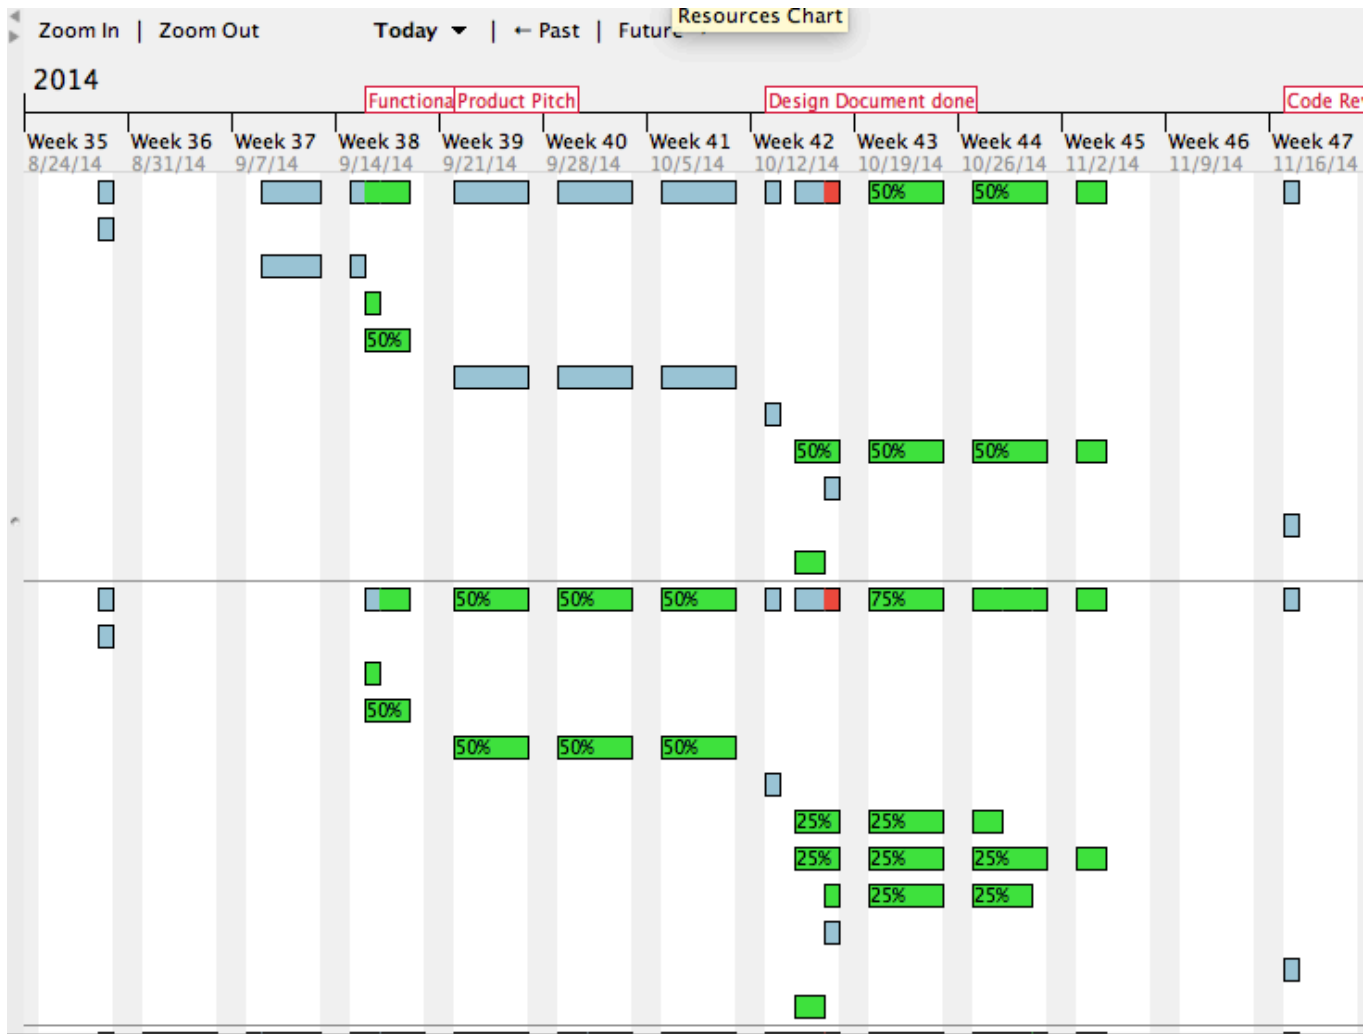 Resources Chart
Zoom In | Zoom Out Today | ← Past | Future
2014
Functiona Product Pitch Design Document done Code Re
Week 35 Week 36 Week 37 Week 38 Week 39 Week 40 Week 41 Week 42 Week 43 Week 44 Week 45 Week 46 Week 47
8/24/14 8/31/14 9/7/14 9/14/14 9/21/14 9/28/14 10/5/14 10/12/14 10/19/14 10/26/14 11/2/14 11/9/14 11/16/14
50% 50%
50%
50% 50% 50%
50% 50% 50% 75%
50%
50% 50% 50%
25% 25%
25% 25% 25%
25% 25%